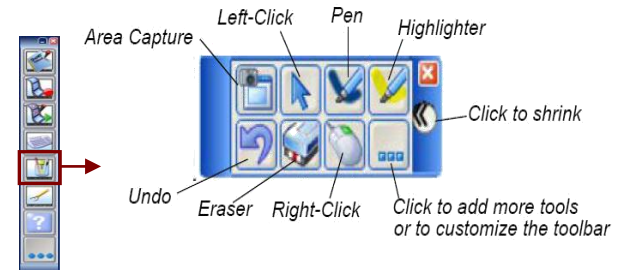 Left-Click
Pen
Area Capture
Highlighter
Click to shrink
Undo
Eraser
Right-Click
Click to add more tools
or to customize the toolbar